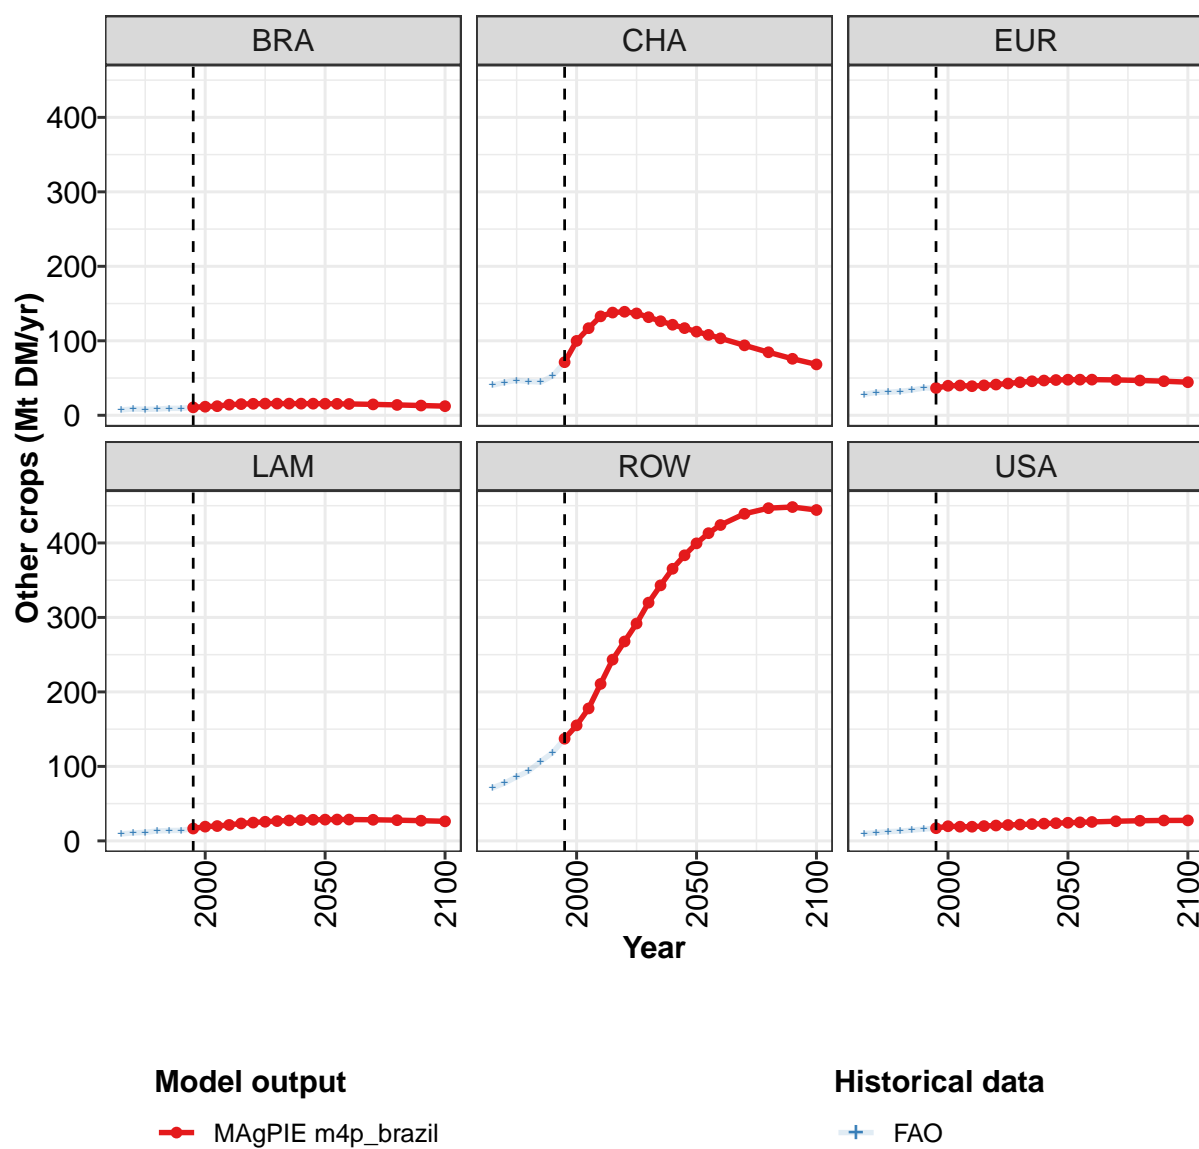 BRA CHA EUR
400
300
200
100
0
LAM ROW USA
400
300
200
100
0
Other crops (Mt DM/yr)
2000 2050 2100 2000 2050 2100 2000 2050 2100
Year
Model output Historical data
MAgPIE m4p_brazil FAO